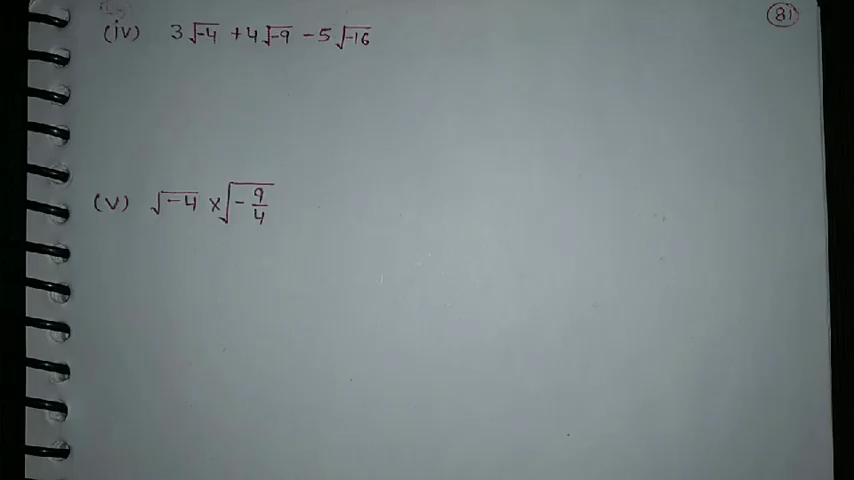 81
(iv) 3√-4 + 4√-9 - 5√-16
(v) √-4 × √-9/4